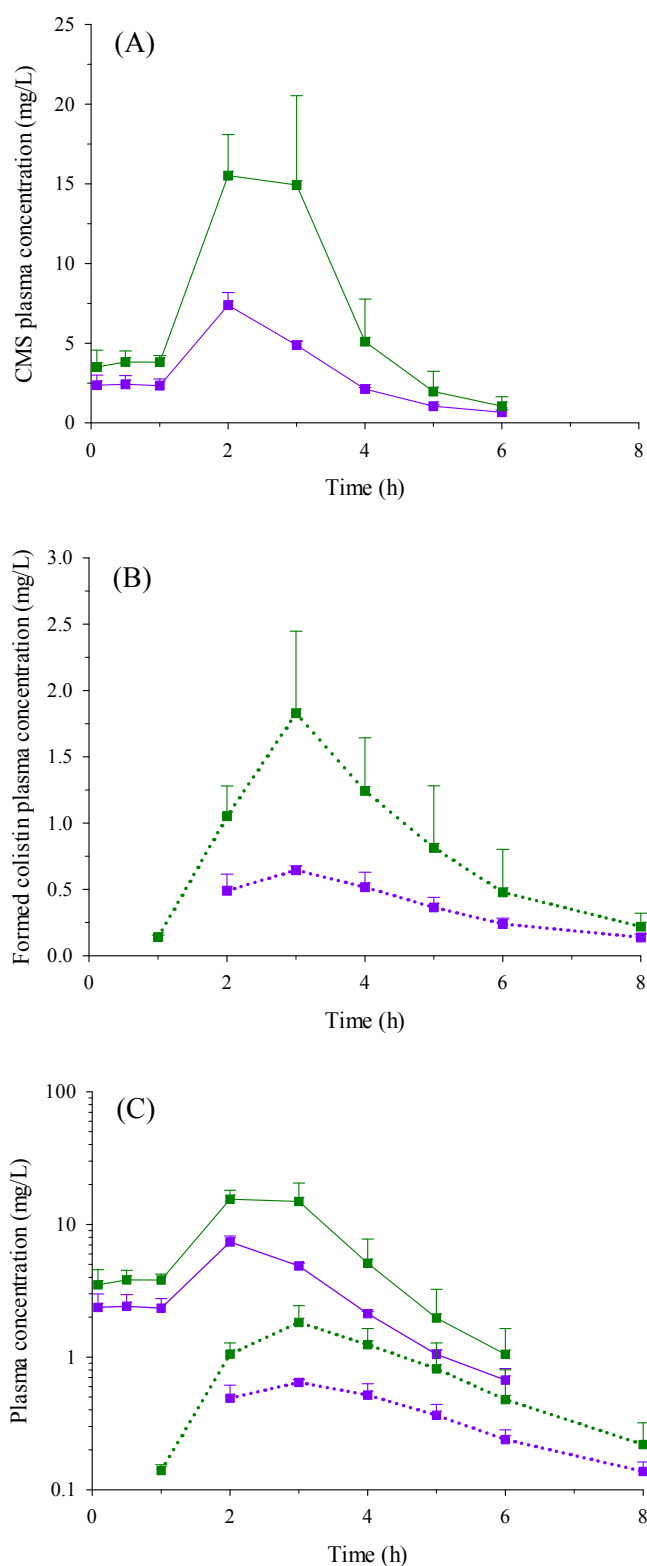 (A)
CMS plasma concentration (mg/L)
25
20
15
10
5
0
0 2 4 6 8
Time (h)
(B)
Formed colistin plasma concentration (mg/L)
3.0
2.5
2.0
1.5
1.0
0.5
0.0
0 2 4 6 8
Time (h)
(C)
Plasma concentration (mg/L)
100
10
1
0.1
0 2 4 6 8
Time (h)